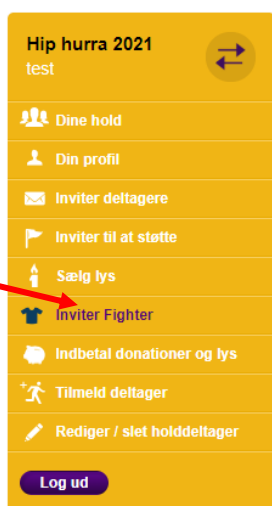 Hip hurra 2021
test
Dine hold
Din profil
Inviter deltagere
Inviter til at støtte
Sælg lys
Inviter Fighter
Indbetal donationer og lys
Tilmeld deltager
Rediger / slet holddeltager
Log ud